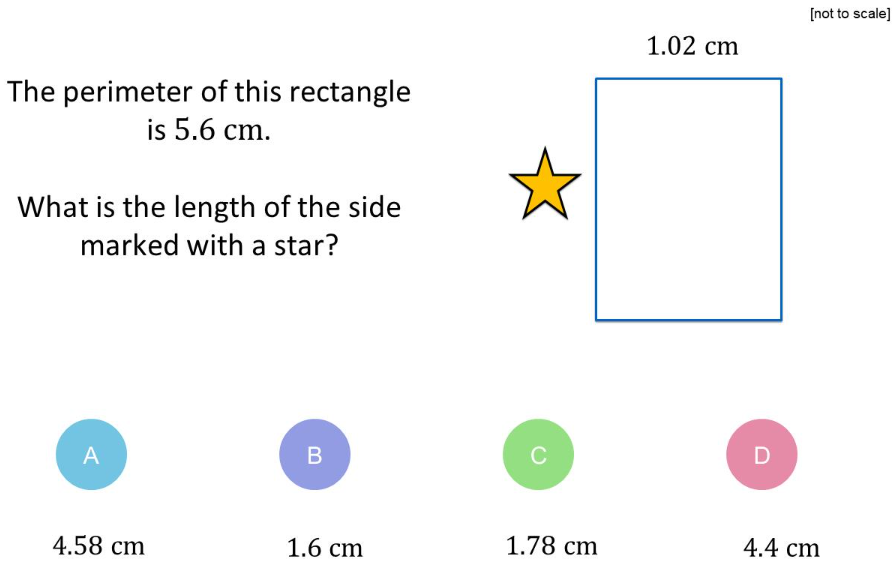 [not to scale]
1.02 cm
The perimeter of this rectangle
is 5.6 cm.
What is the length of the side
marked with a star?
A
B
C
D
4.58 cm
1.6 cm
1.78 cm
4.4 cm